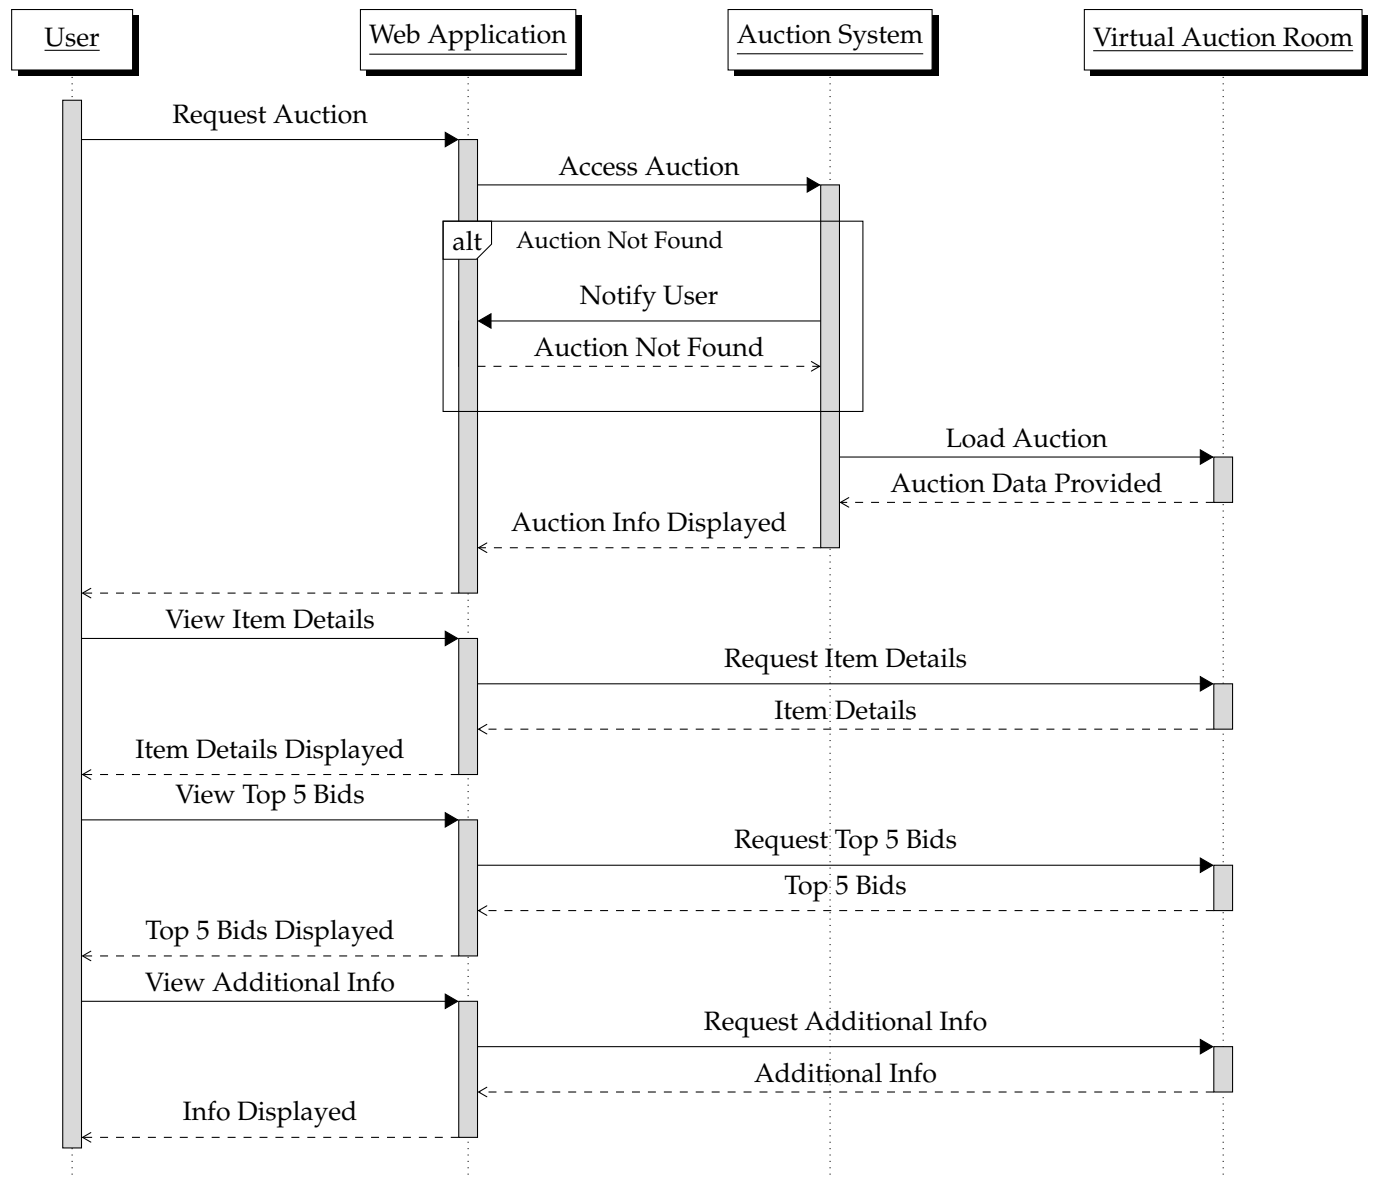 User
Web Application
Auction System
Virtual Auction Room
Request Auction
Access Auction
alt
Auction Not Found
Notify User
Auction Not Found
Load Auction
Auction Data Provided
Auction Info Displayed
View Item Details
Request Item Details
Item Details
Item Details Displayed
View Top 5 Bids
Request Top 5 Bids
Top 5 Bids
Top 5 Bids Displayed
View Additional Info
Request Additional Info
Additional Info
Info Displayed